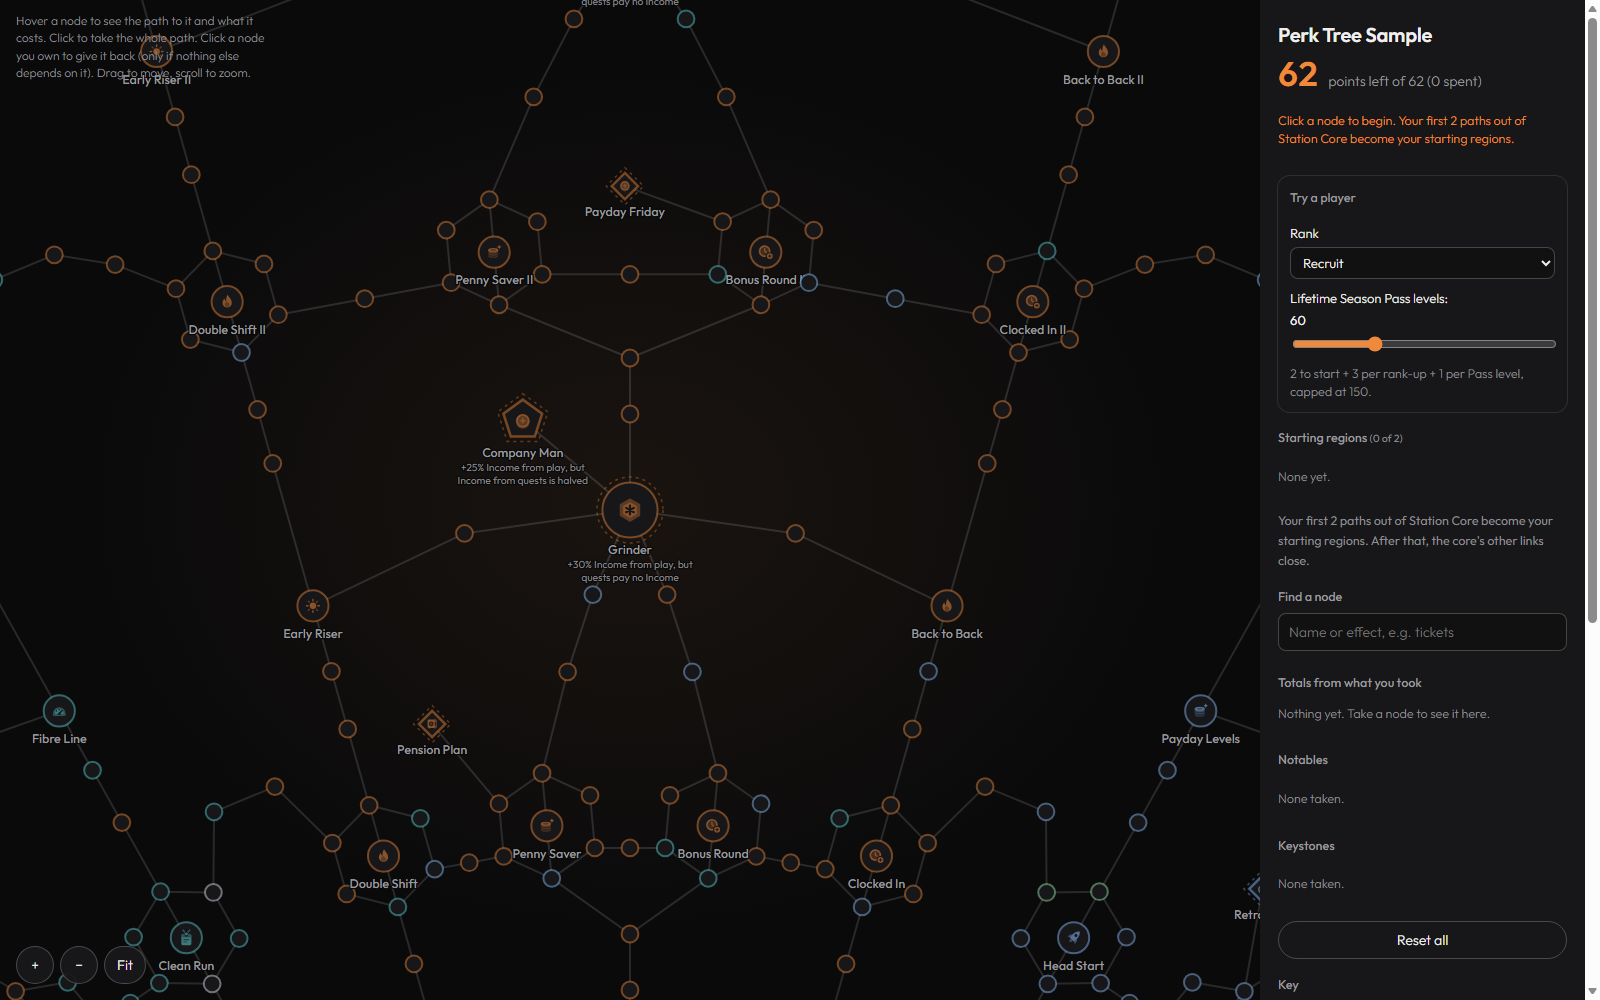 quests pay no Income
Hover a node to see the path to it and what it
costs. Click to take the whole path. Click a node
you own to give it back (only if nothing else
depends on it). Drag to move, scroll to zoom.
Early Riser II
Back to Back II
Payday Friday
Penny Saver II
Bonus Round
Double Shift II
Clocked In II
Company Man
+25% Income from play, but
Income from quests is halved
Grinder
+30% Income from play, but
quests pay no Income
Early Riser
Back to Back
Fibre Line
Pension Plan
Payday Levels
Penny Saver
Bonus Round
Double Shift
Clocked In
Clean Run
Head Start
+
−
Fit
Perk Tree Sample
62 points left of 62 (0 spent)
Click a node to begin. Your first 2 paths out of
Station Core become your starting regions.
Try a player
Rank
Recruit
Lifetime Season Pass levels:
60
2 to start + 3 per rank-up + 1 per Pass level,
capped at 150.
Starting regions (0 of 2)
None yet.
Your first 2 paths out of Station Core become your
starting regions. After that, the core's other links
close.
Find a node
Name or effect, e.g. tickets
Totals from what you took
Nothing yet. Take a node to see it here.
Notables
None taken.
Keystones
None taken.
Reset all
Key